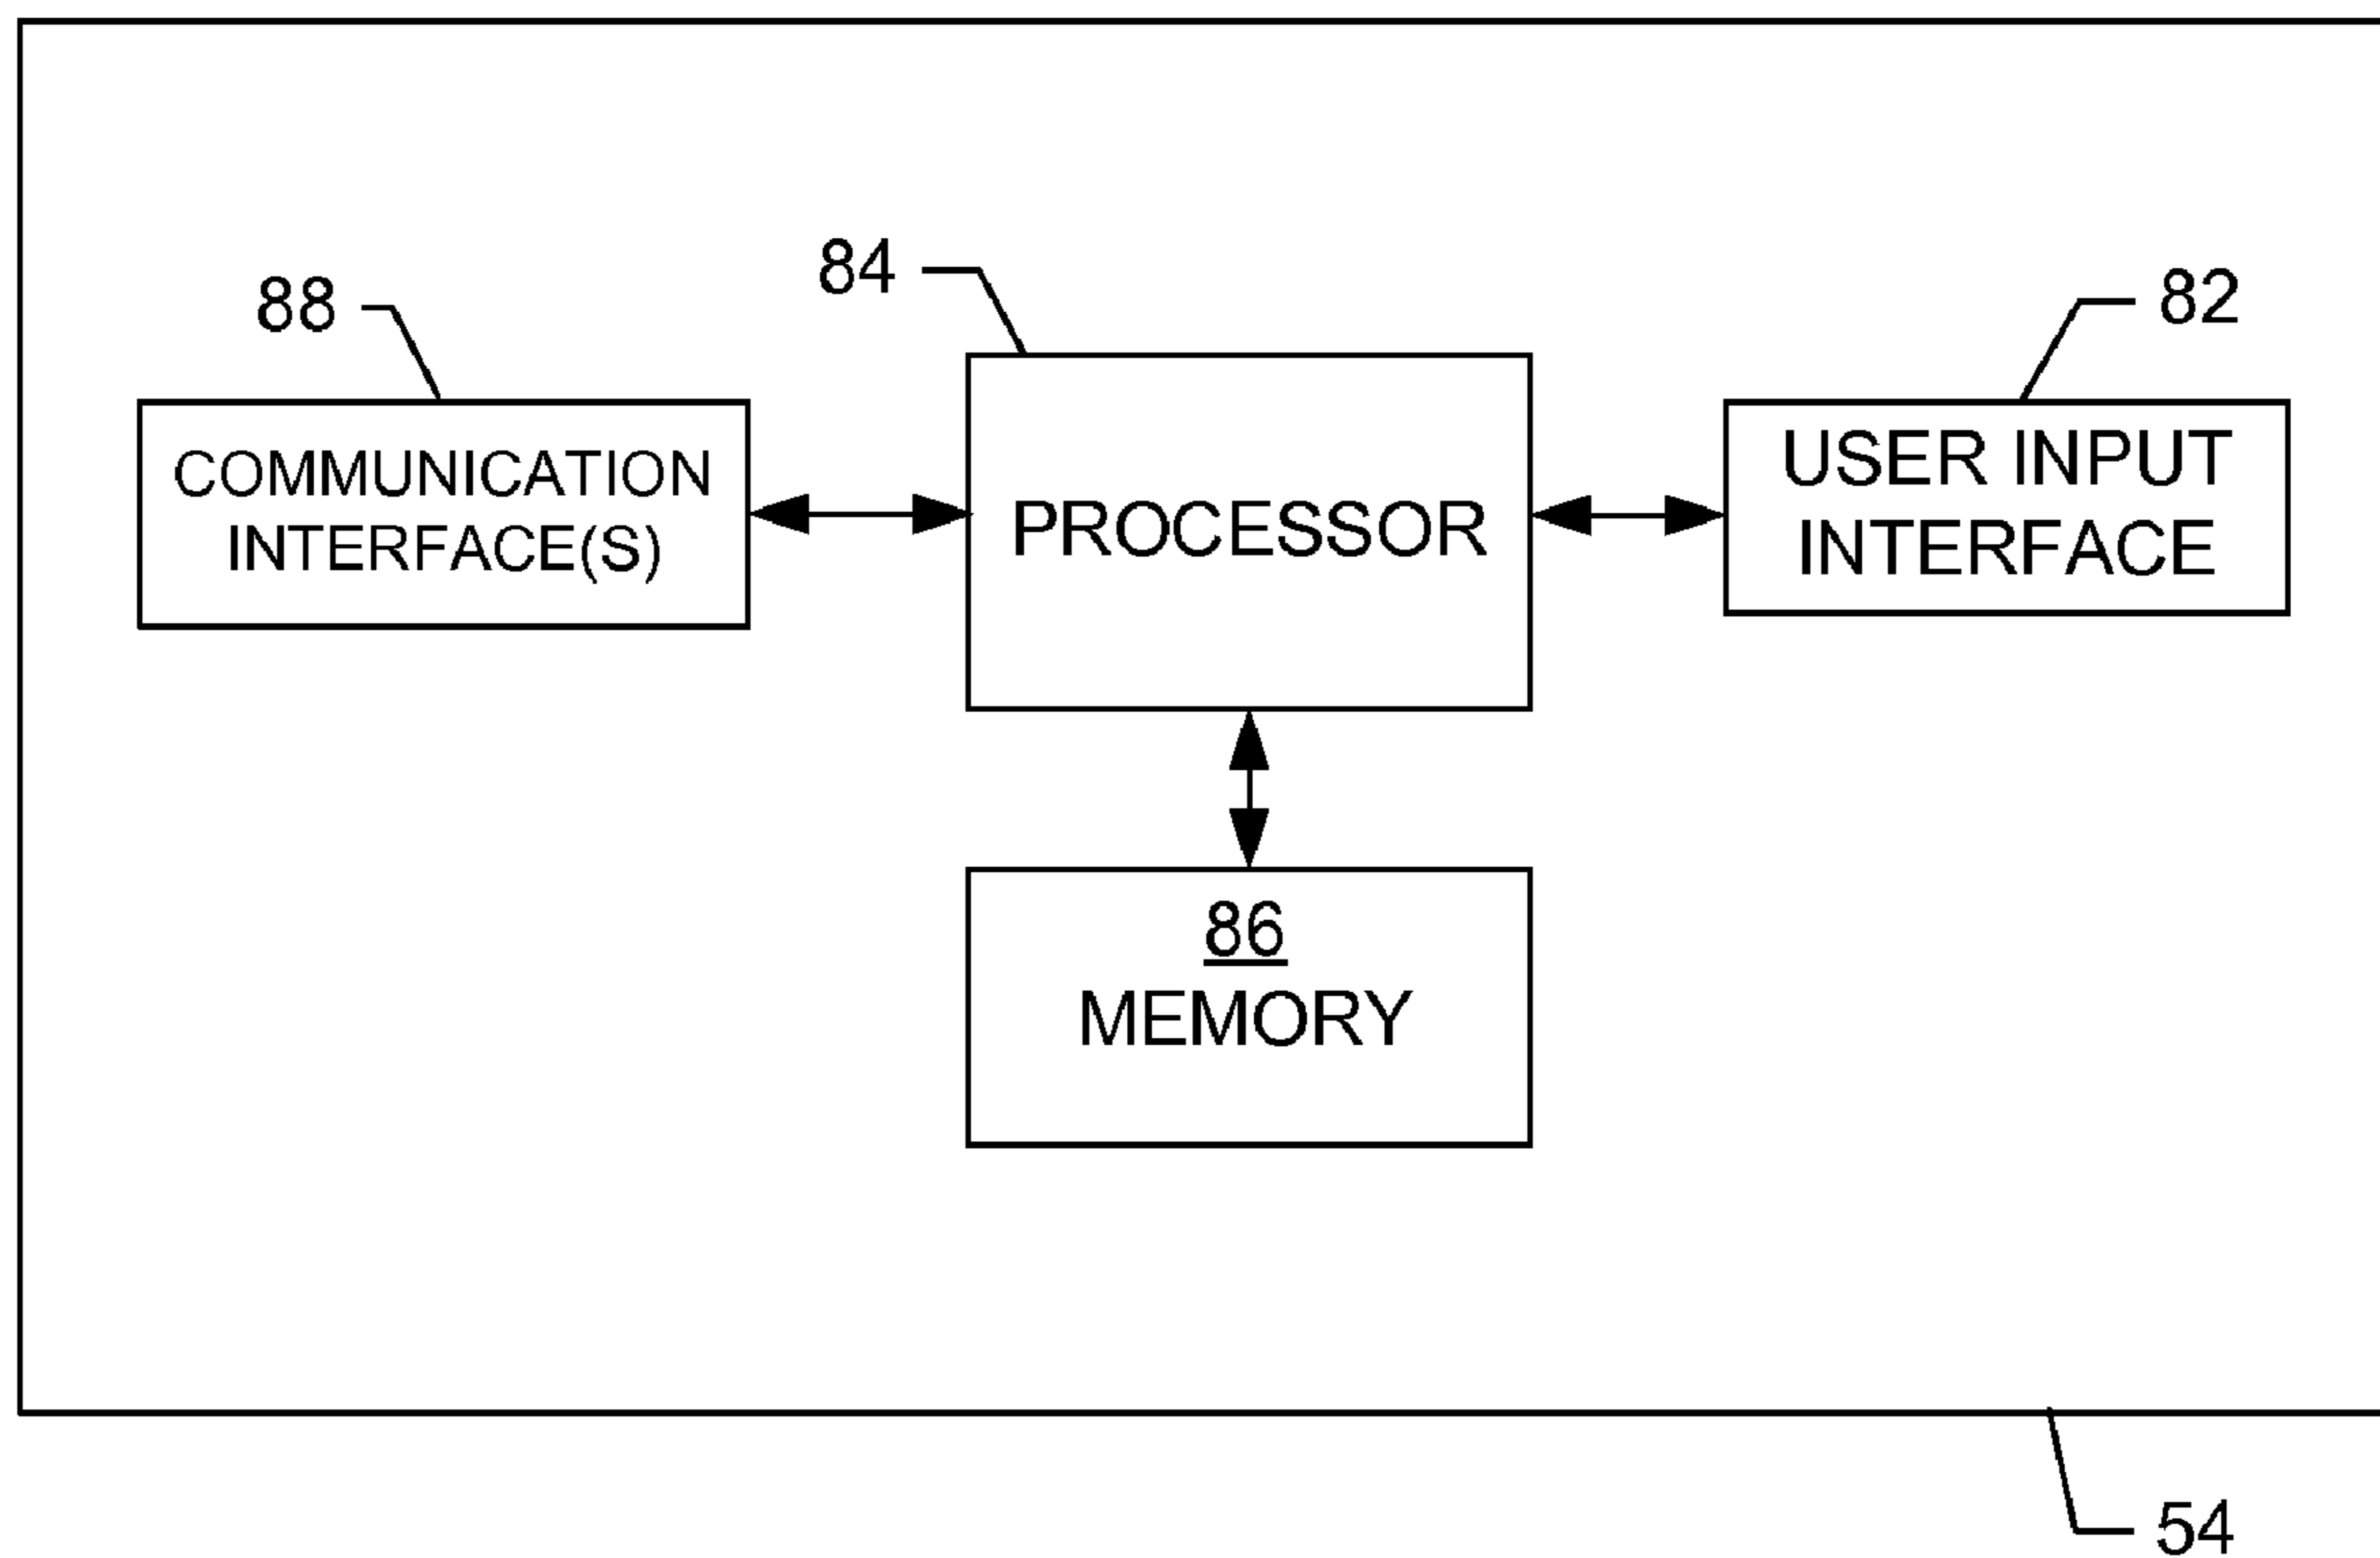 84
88
82
COMMUNICATION
INTERFACE(S)
PROCESSOR
USER INPUT
INTERFACE
86
MEMORY
54